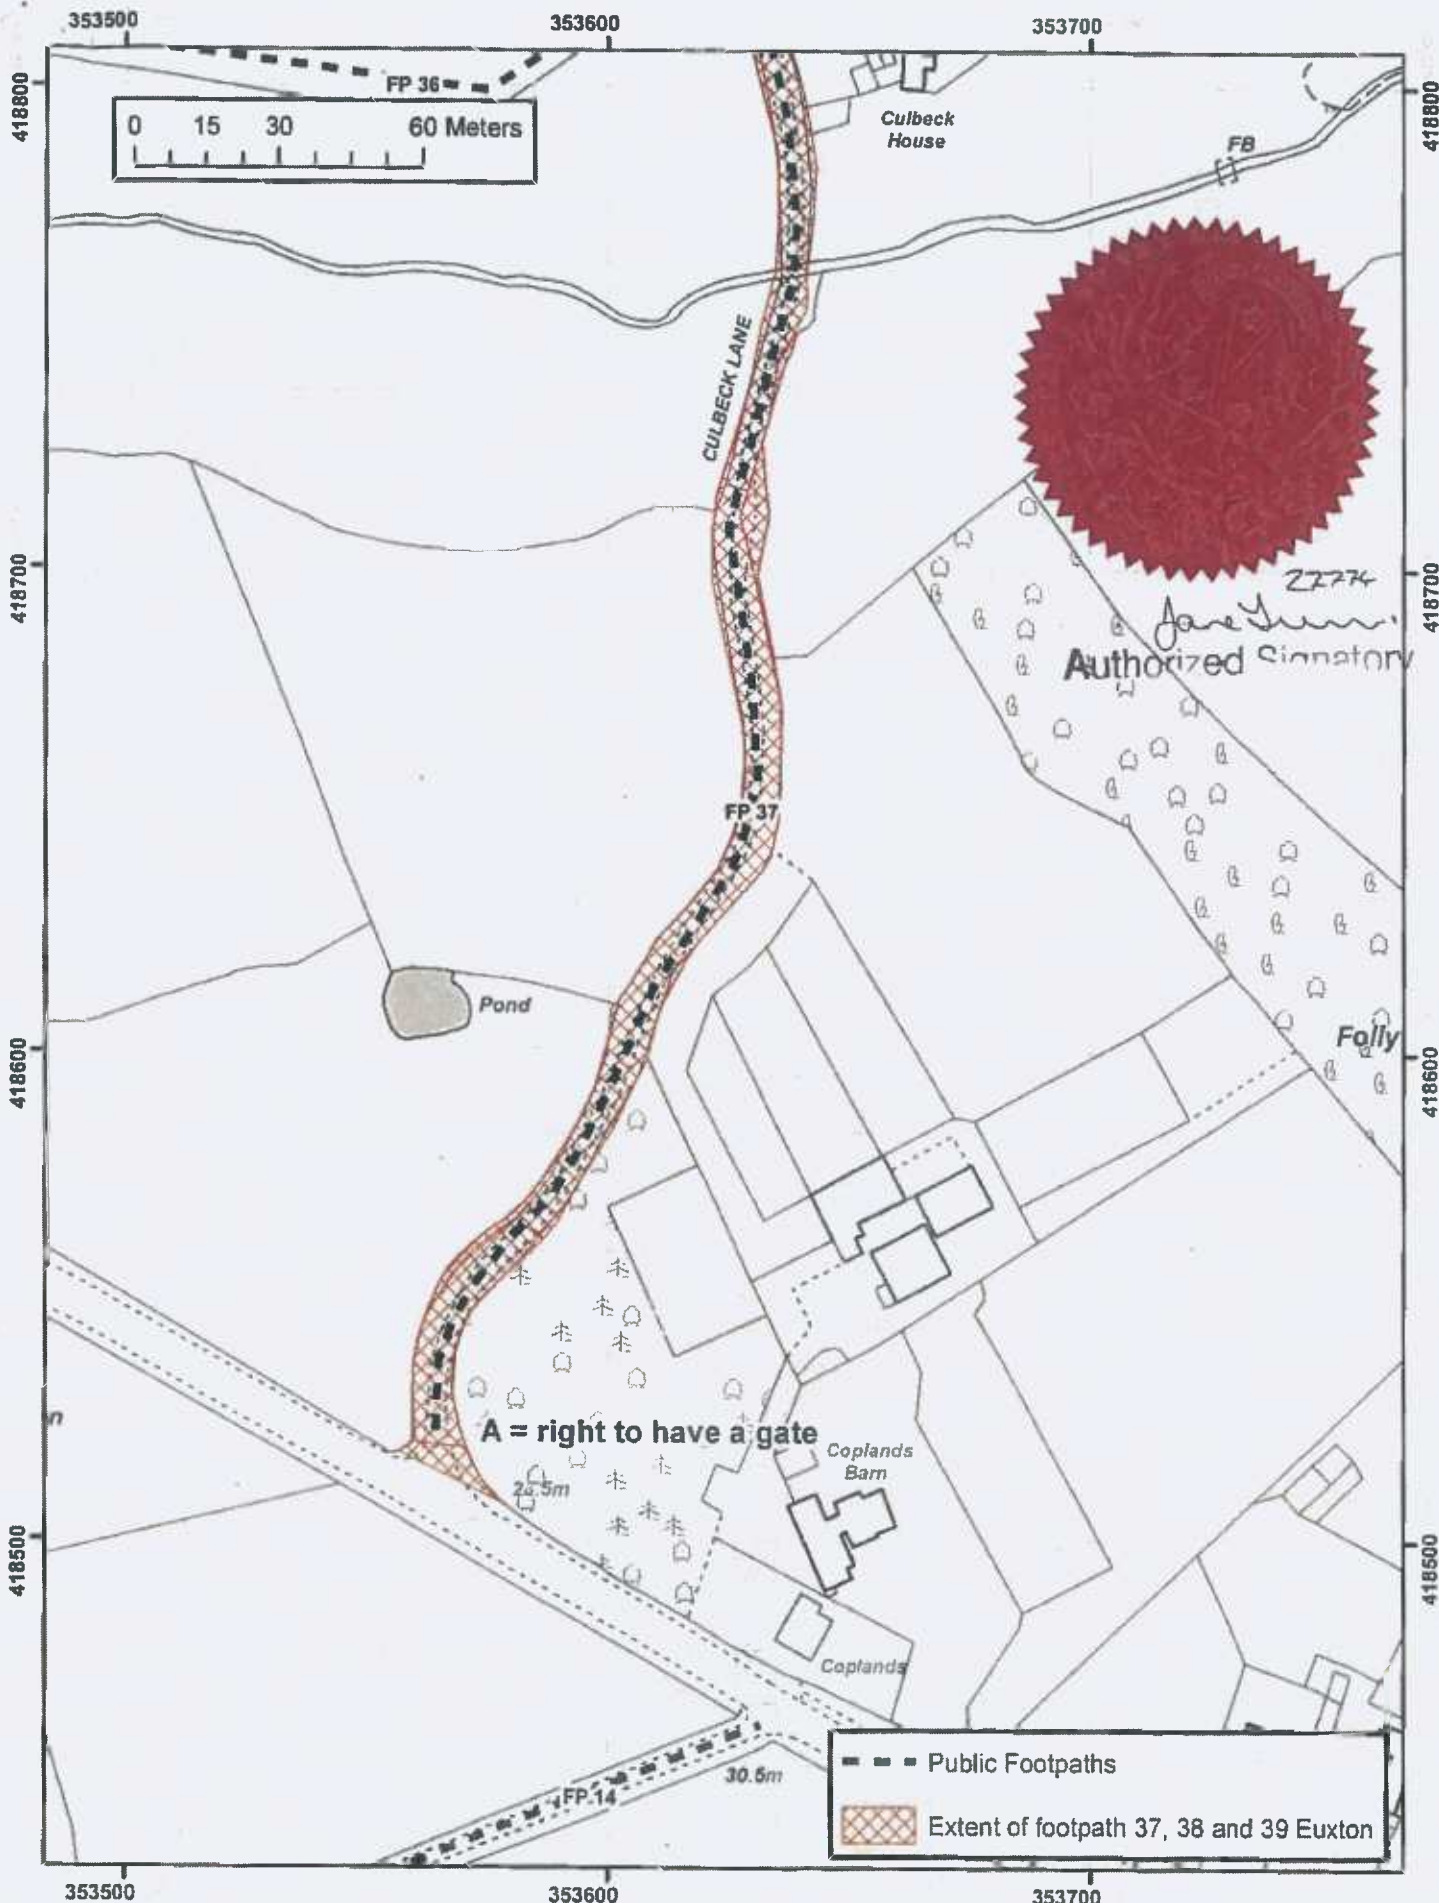 353500
353600
353700
418800
FP 36
0 15 30 60 Meters
Culbeck
House
FB
418800
CULBECK LANE
418700
418700
22774
Authorized Signatory
FP 37
Pond
418600
Folly
418600
A = right to have a gate
Coplands
Barn
n
418500
418500
Coplands
30.5m
FP 14
Public Footpaths
Extent of footpath 37, 38 and 39 Euxton
353500
353600
353700